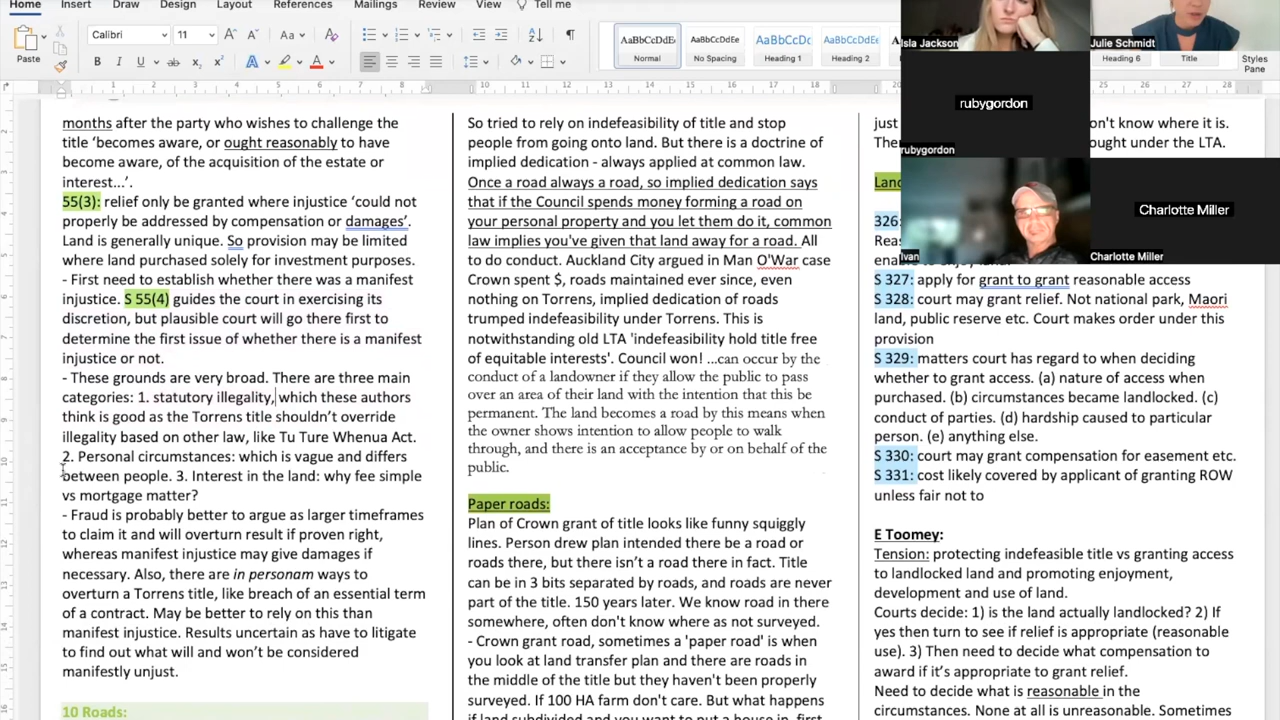 Home Insert Draw Design Layout References Mailings Review View Tell me
Paste
Calibri 11
AaBbCcDdEe Normal
AaBbCcDdEe No Spacing
AaBbCcDc Heading 1
AaBbCcDdEe Heading 2
Heading 6
Title
Styles Pane
Isla Jackson
Julie Schmidt
rubygordon
rubygordon
Ivan
Charlotte Miller
Charlotte Miller
months after the party who wishes to challenge the
title ‘becomes aware, or ought reasonably to have
become aware, of the acquisition of the estate or
interest...’.
55(3): relief only be granted where injustice ‘could not
properly be addressed by compensation or damages’.
Land is generally unique. So provision may be limited
where land purchased solely for investment purposes.
- First need to establish whether there was a manifest
injustice. S 55(4) guides the court in exercising its
discretion, but plausible court will go there first to
determine the first issue of whether there is a manifest
injustice or not.
- These grounds are very broad. There are three main
categories: 1. statutory illegality, which these authors
think is good as the Torrens title shouldn’t override
illegality based on other law, like Tu Ture Whenua Act.
2. Personal circumstances: which is vague and differs
between people. 3. Interest in the land: why fee simple
vs mortgage matter?
- Fraud is probably better to argue as larger timeframes
to claim it and will overturn result if proven right,
whereas manifest injustice may give damages if
necessary. Also, there are in personam ways to
overturn a Torrens title, like breach of an essential term
of a contract. May be better to rely on this than
manifest injustice. Results uncertain as have to litigate
to find out what will and won’t be considered
manifestly unjust.
10 Roads:
So tried to rely on indefeasibility of title and stop
people from going onto land. But there is a doctrine of
implied dedication - always applied at common law.
Once a road always a road, so implied dedication says
that if the Council spends money forming a road on
your personal property and you let them do it, common
law implies you've given that land away for a road. All
to do conduct. Auckland City argued in Man O'War case
Crown spent $, roads maintained ever since, even
nothing on Torrens, implied dedication of roads
trumped indefeasibility under Torrens. This is
notwithstanding old LTA 'indefeasibility hold title free
of equitable interests'. Council won! ...can occur by the
conduct of a landowner if they allow the public to pass
over an area of their land with the intention that this be
permanent. The land becomes a road by this means when
the owner shows intention to allow people to walk
through, and there is an acceptance by or on behalf of the
public.
Paper roads:
Plan of Crown grant of title looks like funny squiggly
lines. Person drew plan intended there be a road or
roads there, but there isn’t a road there in fact. Title
can be in 3 bits separated by roads, and roads are never
part of the title. 150 years later. We know road in there
somewhere, often don't know where as not surveyed.
- Crown grant road, sometimes a 'paper road' is when
you look at land transfer plan and there are roads in
the middle of the title but they haven't been properly
surveyed. If 100 HA farm don't care. But what happens
if land subdivided and you want to put a house in, first
just on't know where it is.
ought under the LTA.
326:
S 327: apply for grant to grant reasonable access
S 328: court may grant relief. Not national park, Maori
land, public reserve etc. Court makes order under this
provision
S 329: matters court has regard to when deciding
whether to grant access. (a) nature of access when
purchased. (b) circumstances became landlocked. (c)
conduct of parties. (d) hardship caused to particular
person. (e) anything else.
S 330: court may grant compensation for easement etc.
S 331: cost likely covered by applicant of granting ROW
unless fair not to
E Toomey:
Tension: protecting indefeasible title vs granting access
to landlocked land and promoting enjoyment,
development and use of land.
Courts decide: 1) is the land actually landlocked? 2) If
yes then turn to see if relief is appropriate (reasonable
use). 3) Then need to decide what compensation to
award if it’s appropriate to grant relief.
Need to decide what is reasonable in the
circumstances. None at all is unreasonable. Sometimes